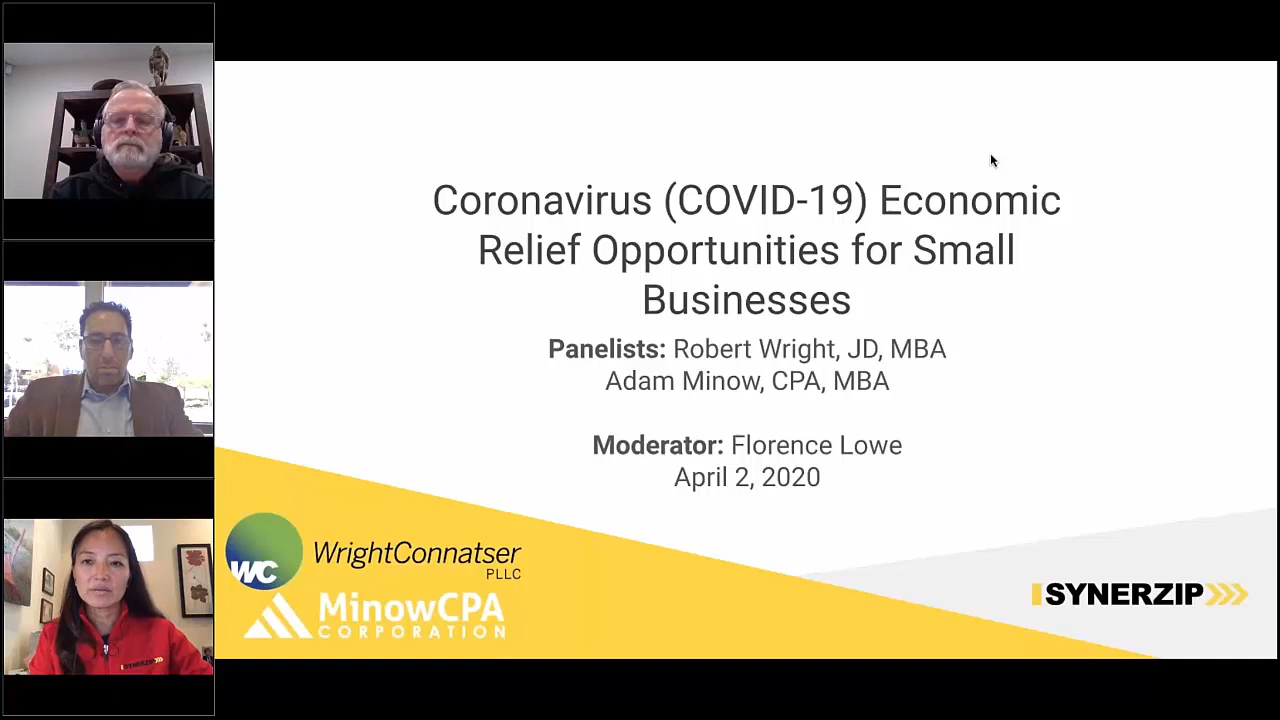 Coronavirus (COVID-19) Economic
Relief Opportunities for Small
Businesses
Panelists: Robert Wright, JD, MBA
Adam Minow, CPA, MBA
Moderator: Florence Lowe
April 2, 2020
WC
WrightConnatser
PLLC
MinowCPA
CORPORATION
SYNERZIP
SYNERZIP